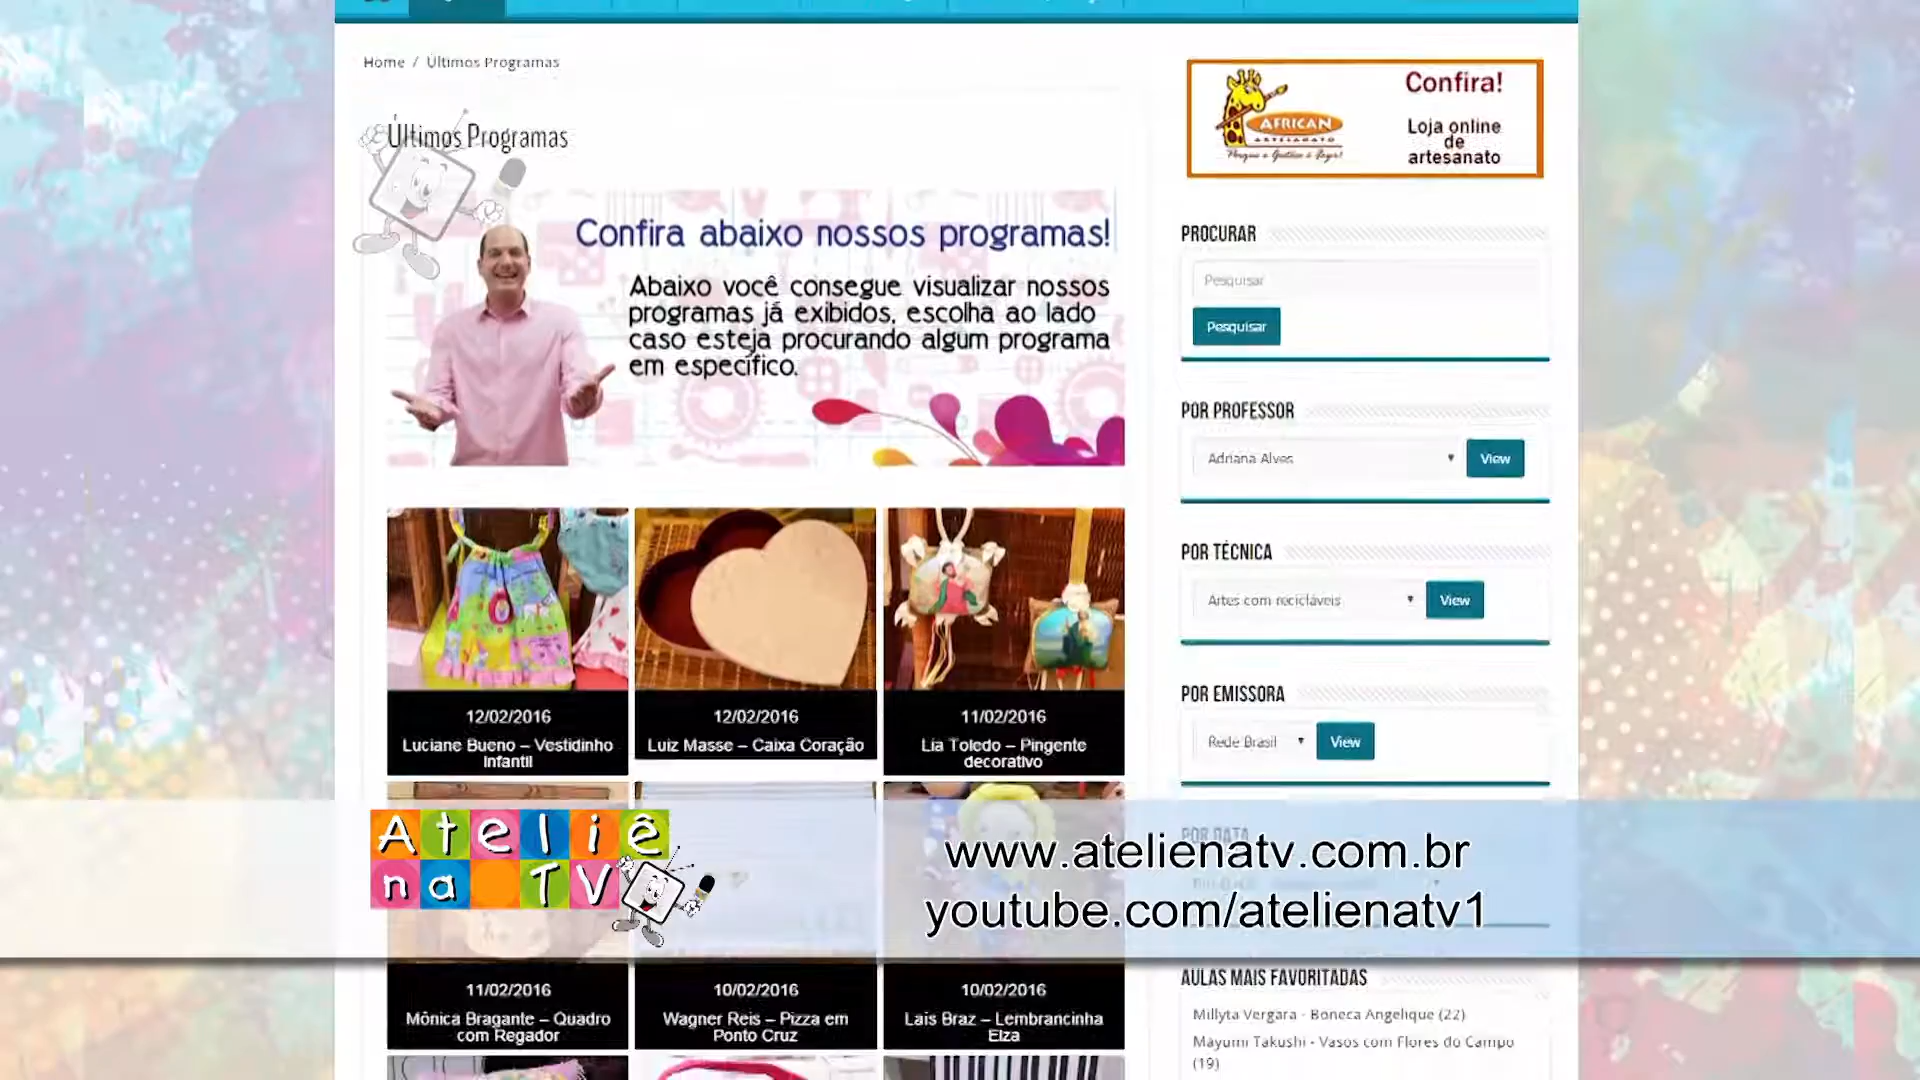 Home / Últimos Programas
Últimos Programas
Confira abaixo nossos programas!
Abaixo você consegue visualizar nossos
programas já exibidos, escolha ao lado
caso esteja procurando algum programa
em específico.
12/02/2016
Luciane Bueno – Vestidinho
Infantil
12/02/2016
Luiz Masse – Caixa Coração
11/02/2016
Lia Toledo – Pingente
decorativo
11/02/2016
Mônica Bragante – Quadro
com Regador
10/02/2016
Wagner Reis – Pizza em
Ponto Cruz
10/02/2016
Lais Braz – Lembrancinha
Elza
AFRICAN
ARTESANATO
Confira!
Loja online
de
artesanato
PROCURAR
Pesquisar
Pesquisar
POR PROFESSOR
Adriana Alves
View
POR TÉCNICA
Artes com recicláveis
View
POR EMISSORA
Rede Brasil
View
POR DATA
AULAS MAIS FAVORITADAS
Millyta Vergara - Boneca Angelique (22)
Mayumi Takushi - Vasos com Flores do Campo
(19)
Ateliê
na TV
www.atelienatv.com.br
youtube.com/atelienatv1